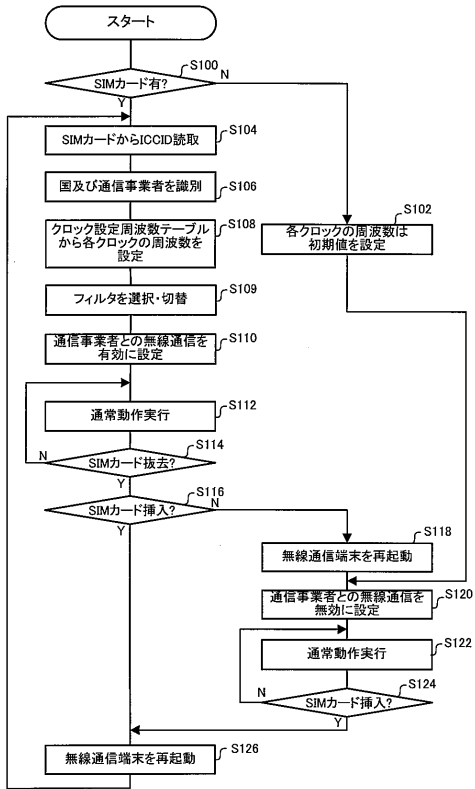 スタート
S100
SIMカード有?
N
Y
SIMカードからICCID読取
S104
国及び通信事業者を識別
S106
S102
各クロックの周波数は
初期値を設定
クロック設定周波数テーブル
から各クロックの周波数を
設定
S108
フィルタを選択・切替
S109
通信事業者との無線通信を
有効に設定
S110
通常動作実行
S112
S114
SIMカード抜去?
N
Y
S116
SIMカード挿入?
N
Y
S118
無線通信端末を再起動
通信事業者との無線通信を
無効に設定
S120
通常動作実行
S122
S124
SIMカード挿入?
N
Y
無線通信端末を再起動
S126